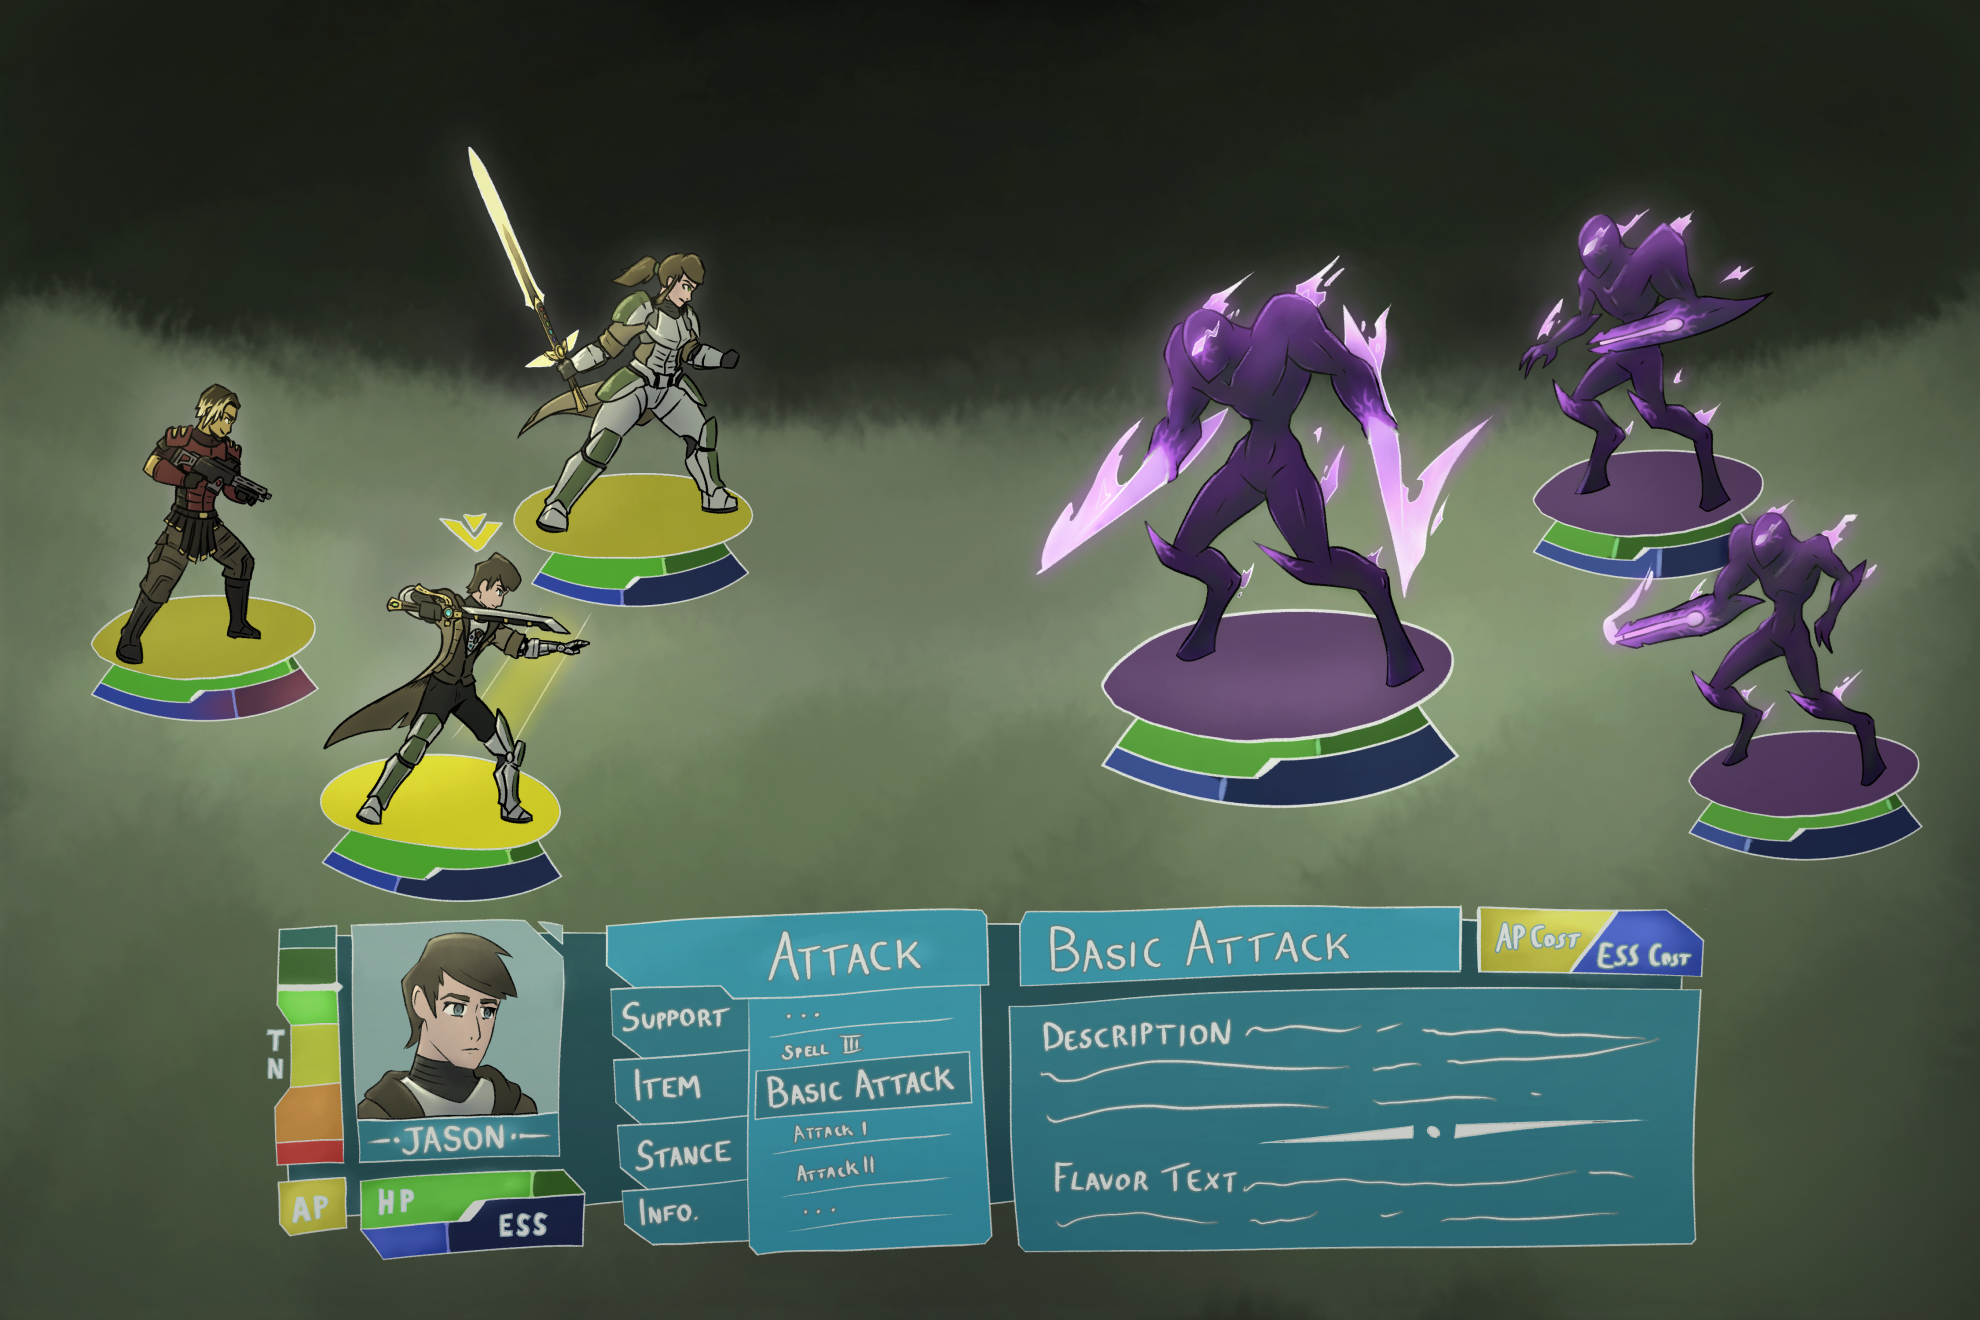 T
N
AP
JASON
HP
ESS
ATTACK
SUPPORT
ITEM
STANCE
INFO.
...
SPELL III
BASIC ATTACK
ATTACK I
ATTACK II
...
BASIC ATTACK
AP COST
ESS COST
DESCRIPTION
FLAVOR TEXT